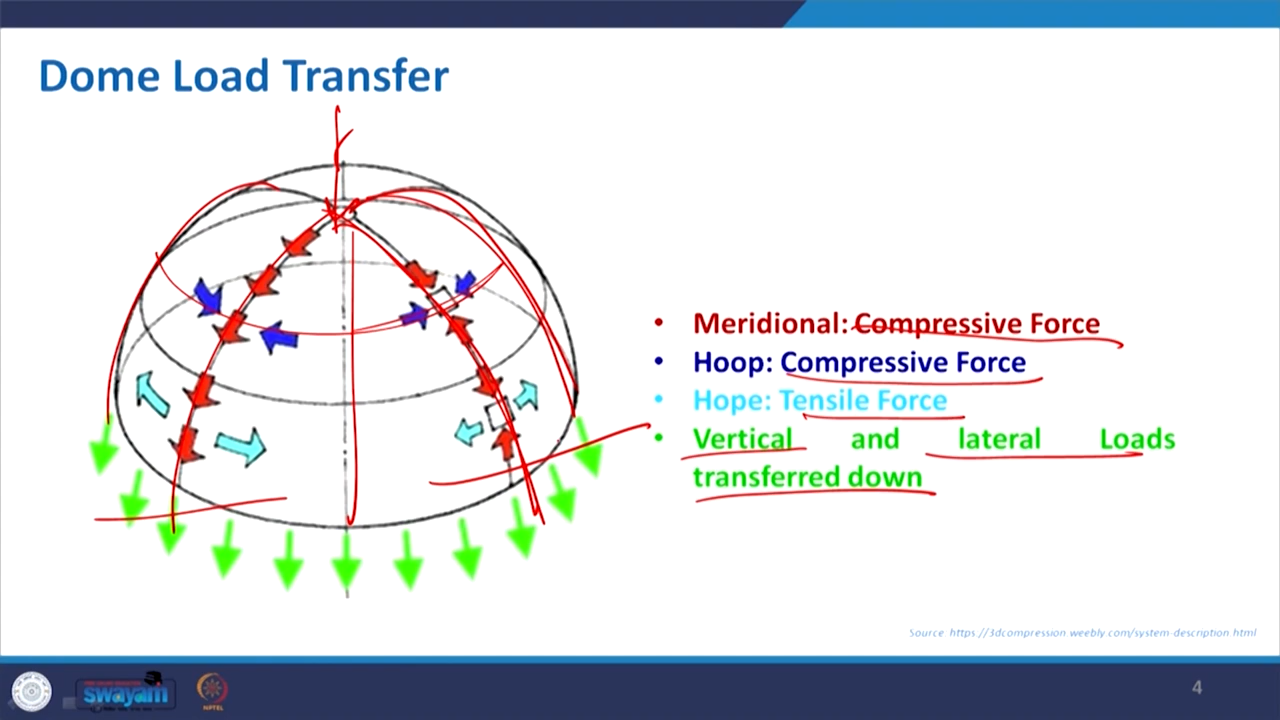 Dome Load Transfer
• Meridional: Compressive Force
• Hoop: Compressive Force
• Hope: Tensile Force
• Vertical and lateral Loads
transferred down
Source https://3dcompression.weebly.com/system-description.html
swayam
NPTEL
4